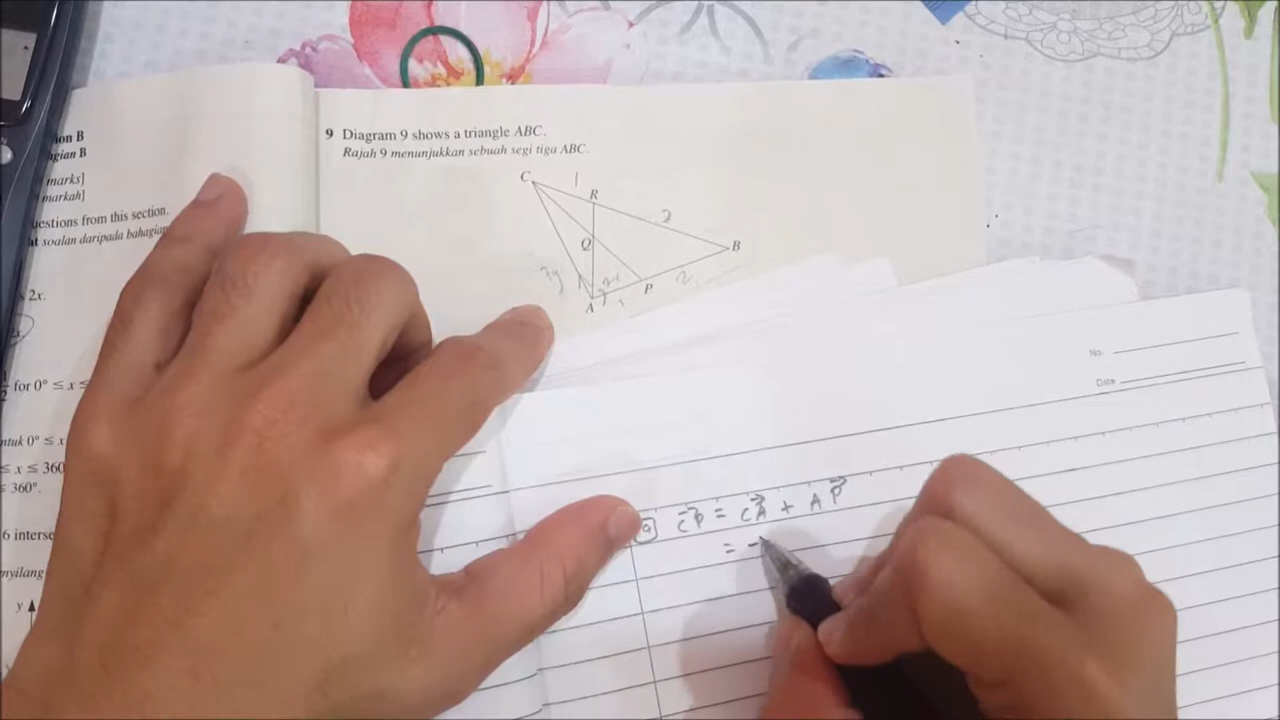 ion B
agian B
marks]
markah]
uestions from this section.
at soalan daripada bahagian
2x.
for 0° ≤ x ≤
ntuk 0° ≤ x
≤ x ≤ 360
≤ 360°.
6 interse
nyilang
y
9 Diagram 9 shows a triangle ABC.
Rajah 9 menunjukkan sebuah segi tiga ABC.
C
1
R
2
Q
B
P
2
A
1
No.
Date
a CP = CA + AP
= -